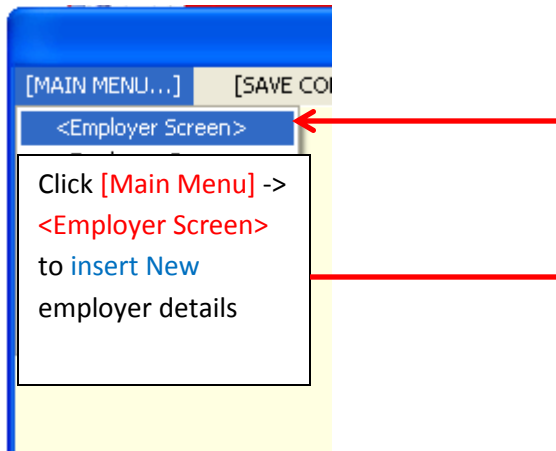 [MAIN MENU...] [SAVE CO
<Employer Screen>
Click [Main Menu] ->
<Employer Screen>
to insert New
employer details